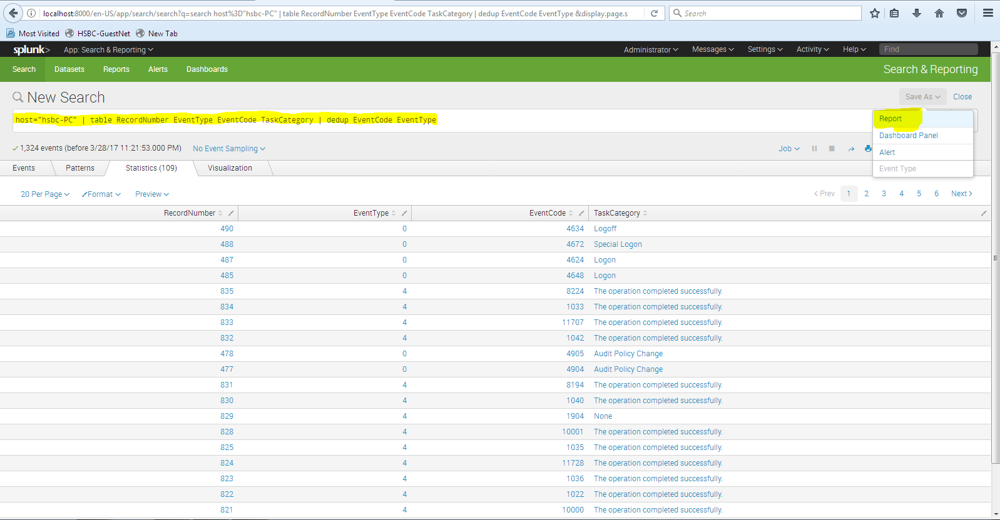 localhost:8000/en-US/app/search/search?q=search host%3D"hsbc-PC" | table RecordNumber EventType EventCode TaskCategory | dedup EventCode EventType &display.page.s
Search
Most Visited HSBC-GuestNet New Tab
splunk> App: Search & Reporting Administrator Messages Settings Activity Help Find
Search Datasets Reports Alerts Dashboards Search & Reporting
New Search Save As Close
host="hsbc-PC" | table RecordNumber EventType EventCode TaskCategory | dedup EventCode EventType
Report
Dashboard Panel
Alert
Event Type
1,324 events (before 3/28/17 11:21:53.000 PM) No Event Sampling Job
Events Patterns Statistics (109) Visualization
20 Per Page Format Preview < Prev 1 2 3 4 5 6 Next >
RecordNumber EventType EventCode TaskCategory
490 0 4634 Logoff
488 0 4672 Special Logon
487 0 4624 Logon
485 0 4648 Logon
835 4 8224 The operation completed successfully.
834 4 1033 The operation completed successfully.
833 4 11707 The operation completed successfully.
832 4 1042 The operation completed successfully.
478 0 4905 Audit Policy Change
477 0 4904 Audit Policy Change
831 4 8194 The operation completed successfully.
830 4 1040 The operation completed successfully.
829 4 1904 None
828 4 10001 The operation completed successfully.
825 4 1035 The operation completed successfully.
824 4 11728 The operation completed successfully.
823 4 1036 The operation completed successfully.
822 4 1022 The operation completed successfully.
821 4 10000 The operation completed successfully.